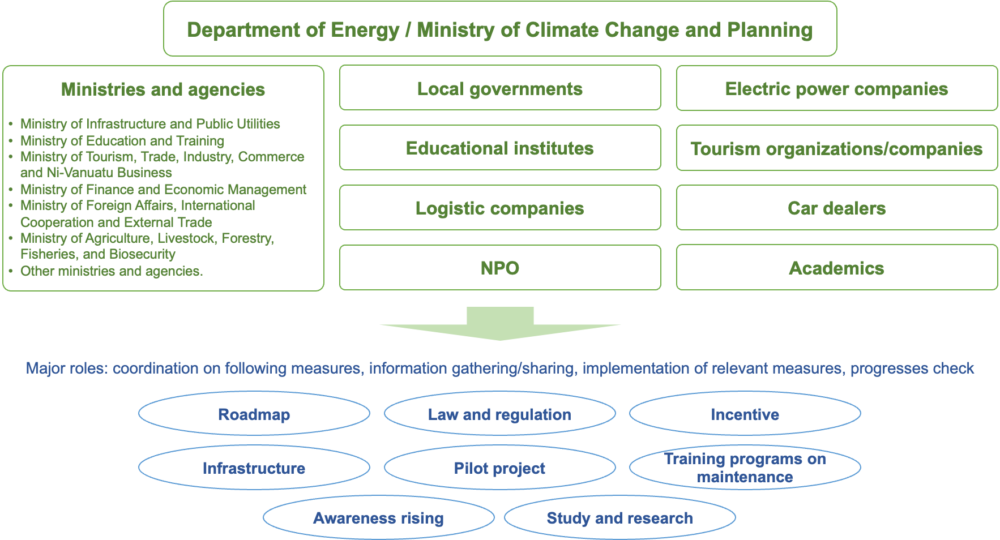 Department of Energy / Ministry of Climate Change and Planning
Ministries and agencies
• Ministry of Infrastructure and Public Utilities
• Ministry of Education and Training
• Ministry of Tourism, Trade, Industry, Commerce
and Ni-Vanuatu Business
• Ministry of Finance and Economic Management
• Ministry of Foreign Affairs, International
Cooperation and External Trade
• Ministry of Agriculture, Livestock, Forestry,
Fisheries, and Biosecurity
• Other ministries and agencies.
Local governments
Electric power companies
Educational institutes
Tourism organizations/companies
Logistic companies
Car dealers
NPO
Academics
Major roles: coordination on following measures, information gathering/sharing, implementation of relevant measures, progresses check
Roadmap
Law and regulation
Incentive
Infrastructure
Pilot project
Training programs on
maintenance
Awareness rising
Study and research